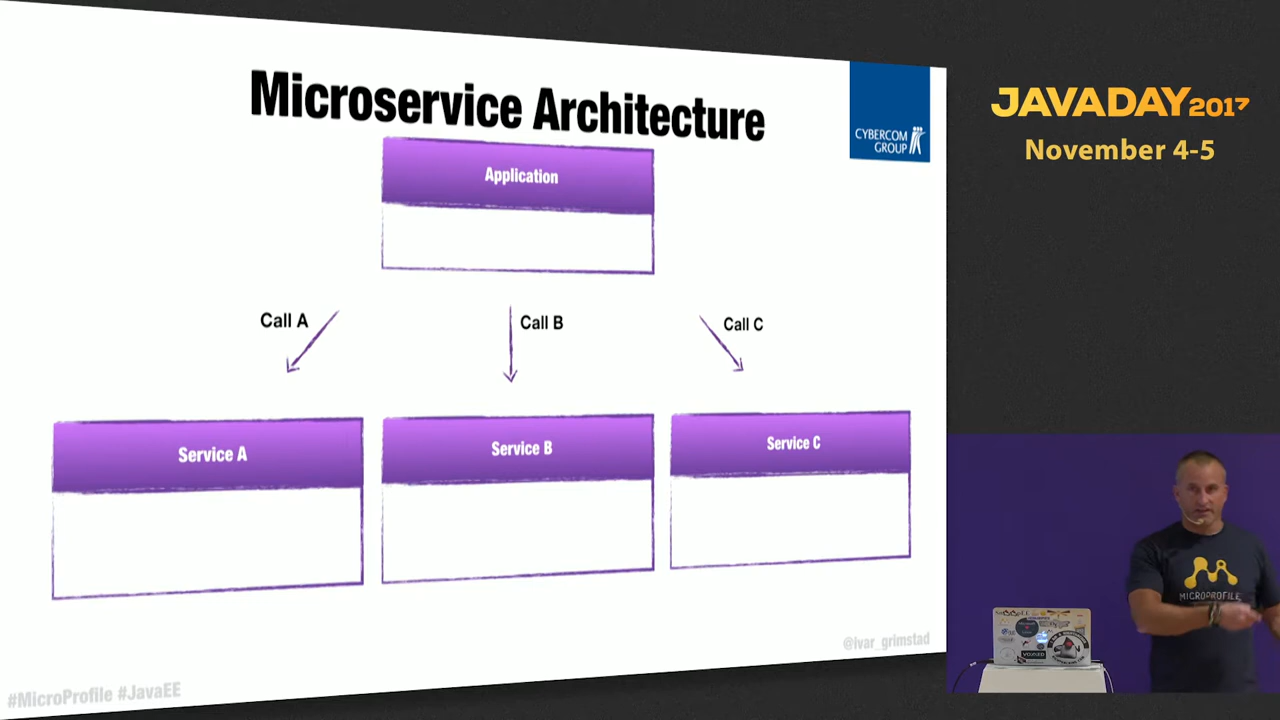 Microservice Architecture
CYBERCOM
GROUP
Application
Call A
Call B
Call C
Service A
Service B
Service C
@ivar_grimstad
#MicroProfile #JavaEE
JAVADAY2017
November 4-5
MICROPROFILE